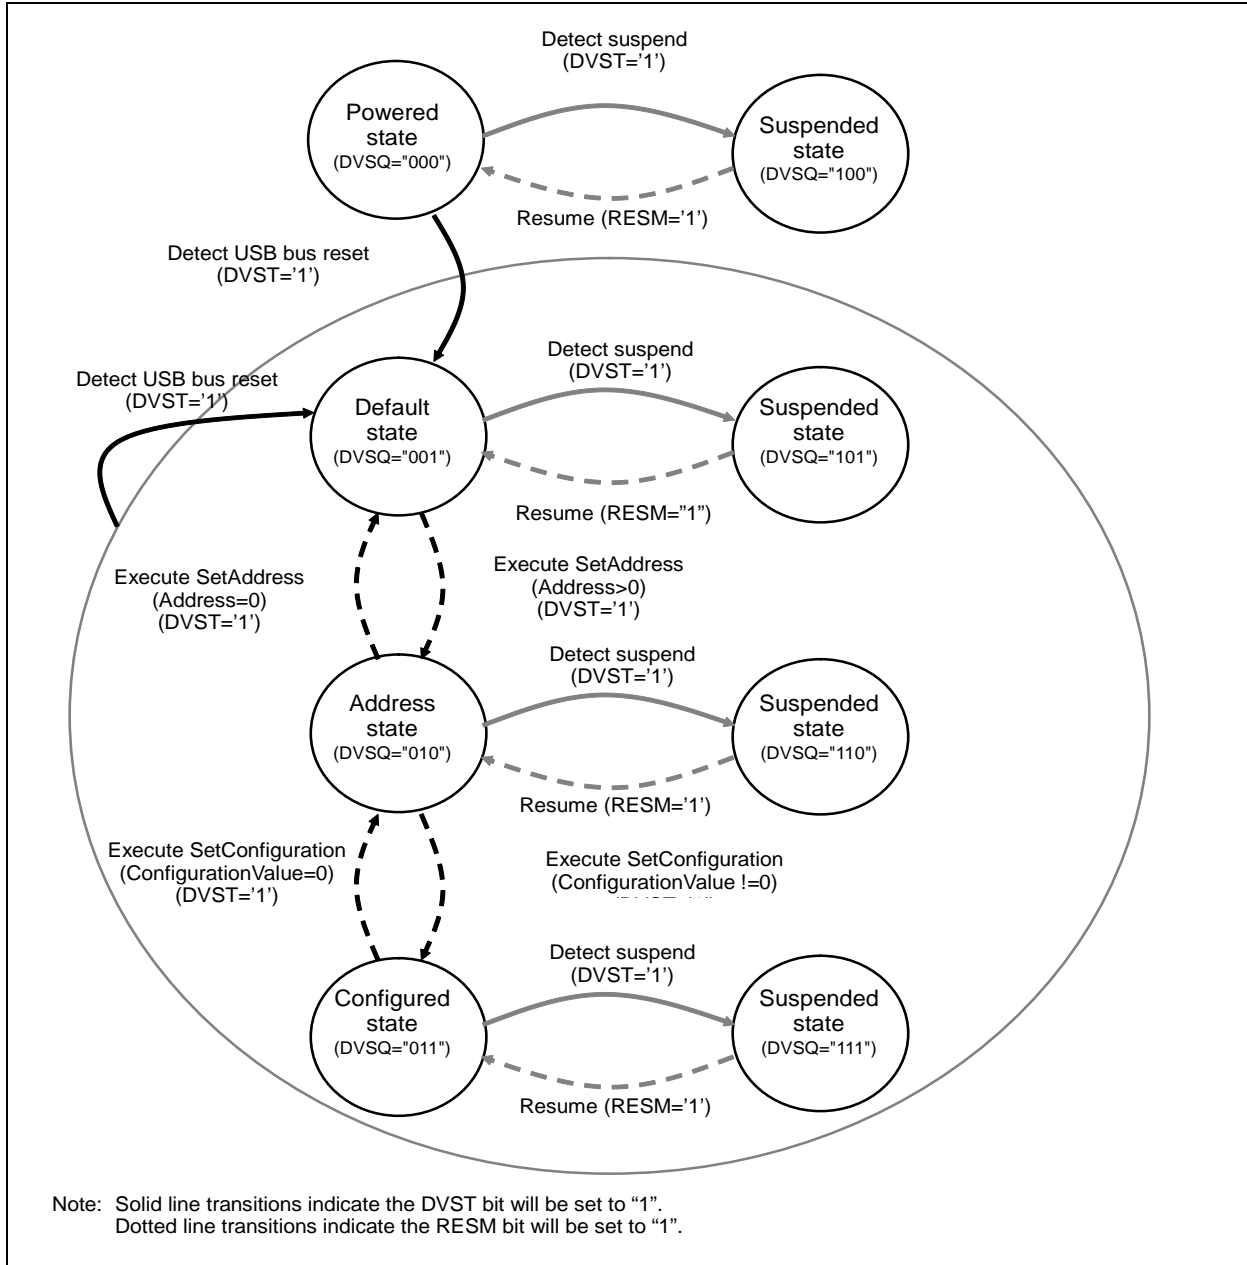 Detect suspend
(DVST='1')
Powered
state
(DVSQ="000")
Suspended
state
(DVSQ="100")
Resume (RESM='1')
Detect USB bus reset
(DVST='1')
Detect suspend
(DVST='1')
Detect USB bus reset
(DVST='1')
Default
state
(DVSQ="001")
Suspended
state
(DVSQ="101")
Resume (RESM="1")
Execute SetAddress
(Address=0)
(DVST='1')
Execute SetAddress
(Address>0)
(DVST='1')
Detect suspend
(DVST='1')
Address
state
(DVSQ="010")
Suspended
state
(DVSQ="110")
Resume (RESM='1')
Execute SetConfiguration
(ConfigurationValue=0)
(DVST='1')
Execute SetConfiguration
(ConfigurationValue !=0)
Detect suspend
(DVST='1')
Configured
state
(DVSQ="011")
Suspended
state
(DVSQ="111")
Resume (RESM='1')
Note: Solid line transitions indicate the DVST bit will be set to “1”.
Dotted line transitions indicate the RESM bit will be set to “1”.